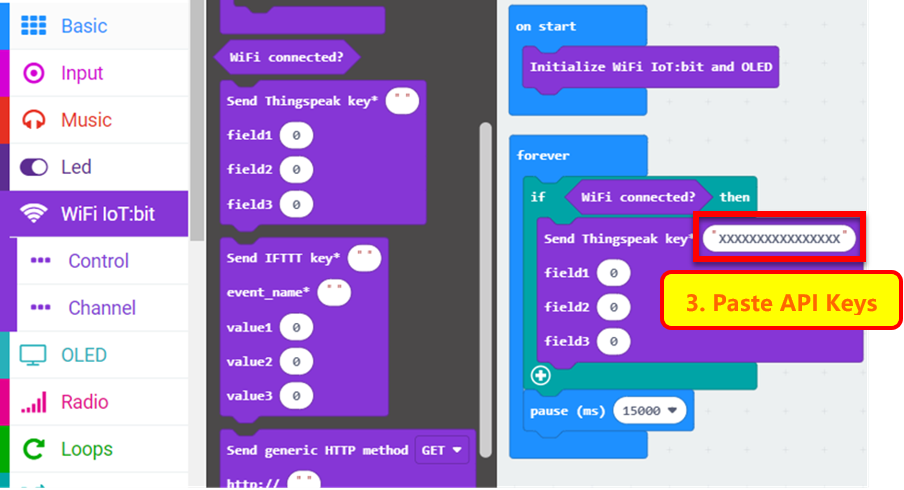 Basic
Input
Music
Led
WiFi IoT:bit
Control
Channel
OLED
Radio
Loops
WiFi connected?
Send Thingspeak key* " "
field1 0
field2 0
field3 0
Send IFTTT key* " "
event_name* " "
value1 0
value2 0
value3 0
Send generic HTTP method GET
http:// " "
on start
Initialize WiFi IoT:bit and OLED
forever
if WiFi connected? then
Send Thingspeak key* "XXXXXXXXXXXXXXXX"
field1 0
field2 0
field3 0
3. Paste API Keys
pause (ms) 15000